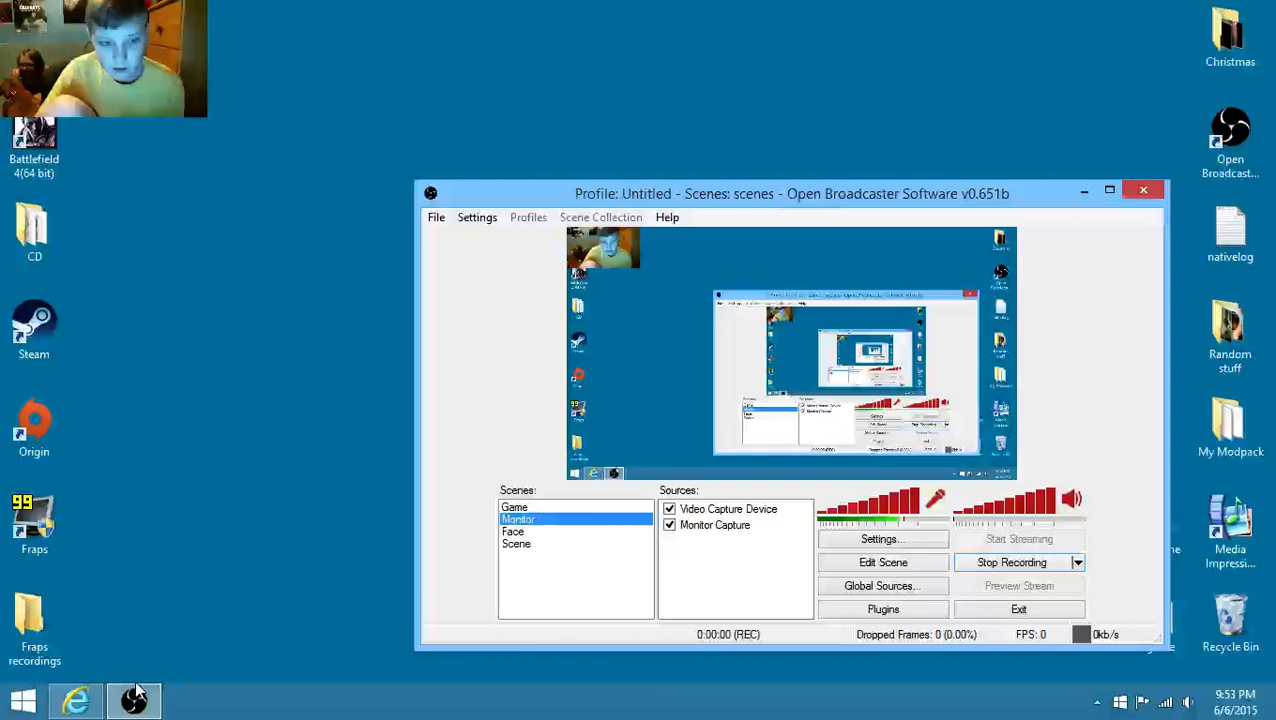 Battlefield
4(64 bit)
CD
Steam
Origin
99
Fraps
Fraps
recordings
Profile: Untitled - Scenes: scenes - Open Broadcaster Software v0.651b
File Settings Profiles Scene Collection Help
Scenes:
Game
Monitor
Face
Scene
Sources:
Video Capture Device
Monitor Capture
Settings...
Start Streaming
Edit Scene
Stop Recording
Global Sources...
Preview Stream
Plugins
Exit
0:00:00 (REC)
Dropped Frames: 0 (0.00%)
FPS: 0
0kb/s
Christmas
Open
Broadcast...
nativelog
Random
stuff
My Modpack
Media
Impressi...
Recycle Bin
9:53 PM
6/6/2015